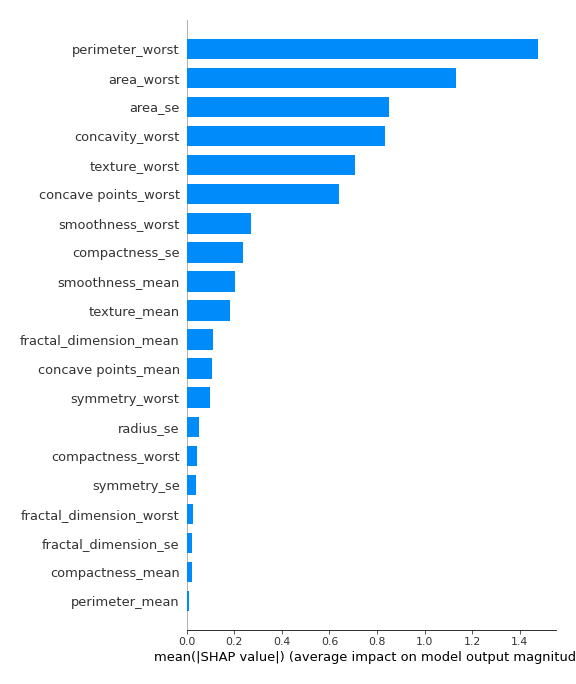 perimeter_worst
area_worst
area_se
concavity_worst
texture_worst
concave points_worst
smoothness_worst
compactness_se
smoothness_mean
texture_mean
fractal_dimension_mean
concave points_mean
symmetry_worst
radius_se
compactness_worst
symmetry_se
fractal_dimension_worst
fractal_dimension_se
compactness_mean
perimeter_mean
0.0 0.2 0.4 0.6 0.8 1.0 1.2 1.4
mean(|SHAP value|) (average impact on model output magnitud